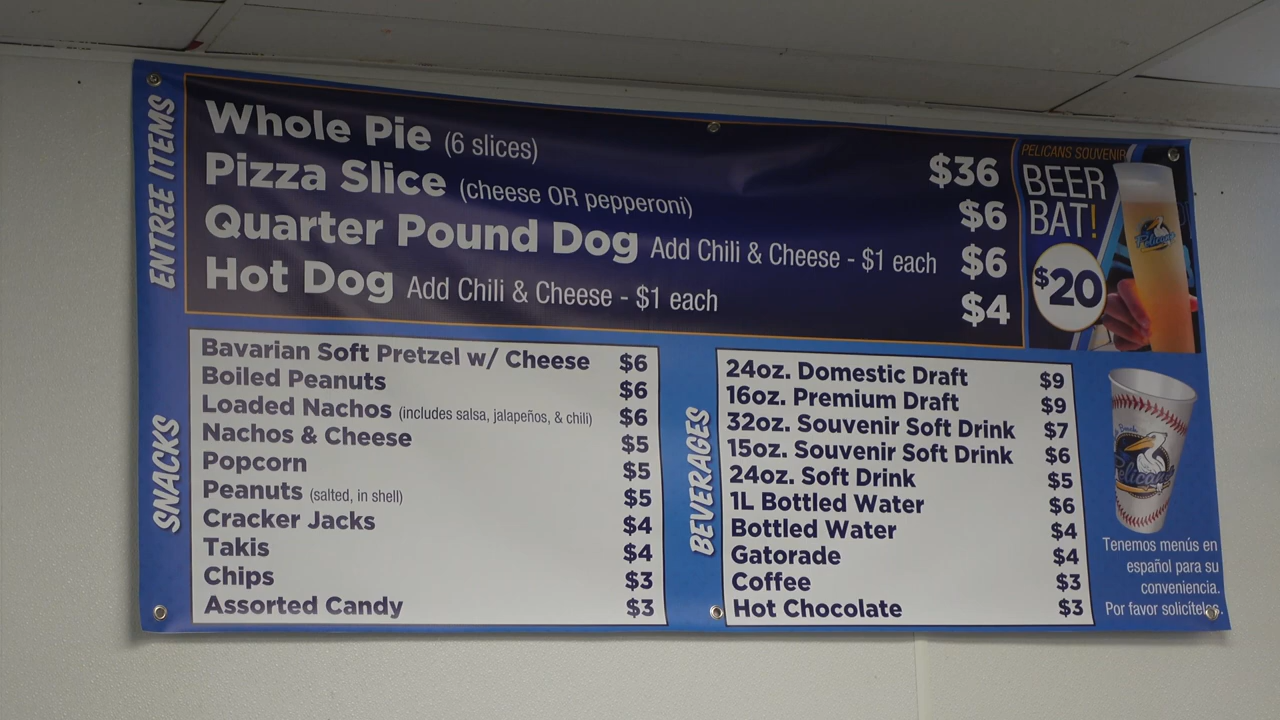 ENTREE ITEMS
Whole Pie (6 slices) $36
Pizza Slice (cheese OR pepperoni) $6
Quarter Pound Dog Add Chili & Cheese - $1 each $6
Hot Dog Add Chili & Cheese - $1 each $4
PELICANS SOUVENIR
BEER
BAT!
$20
Pelicans
SNACKS
Bavarian Soft Pretzel w/ Cheese $6
Boiled Peanuts $6
Loaded Nachos (includes salsa, jalapeños, & chili) $6
Nachos & Cheese $5
Popcorn $5
Peanuts (salted, in shell) $5
Cracker Jacks $4
Takis $4
Chips $3
Assorted Candy $3
BEVERAGES
24oz. Domestic Draft $9
16oz. Premium Draft $9
32oz. Souvenir Soft Drink $7
15oz. Souvenir Soft Drink $6
24oz. Soft Drink $5
1L Bottled Water $6
Bottled Water $4
Gatorade $4
Coffee $3
Hot Chocolate $3
Beach
Pelicans
Tenemos menús en
español para su
conveniencia.
Por favor solicítelos.